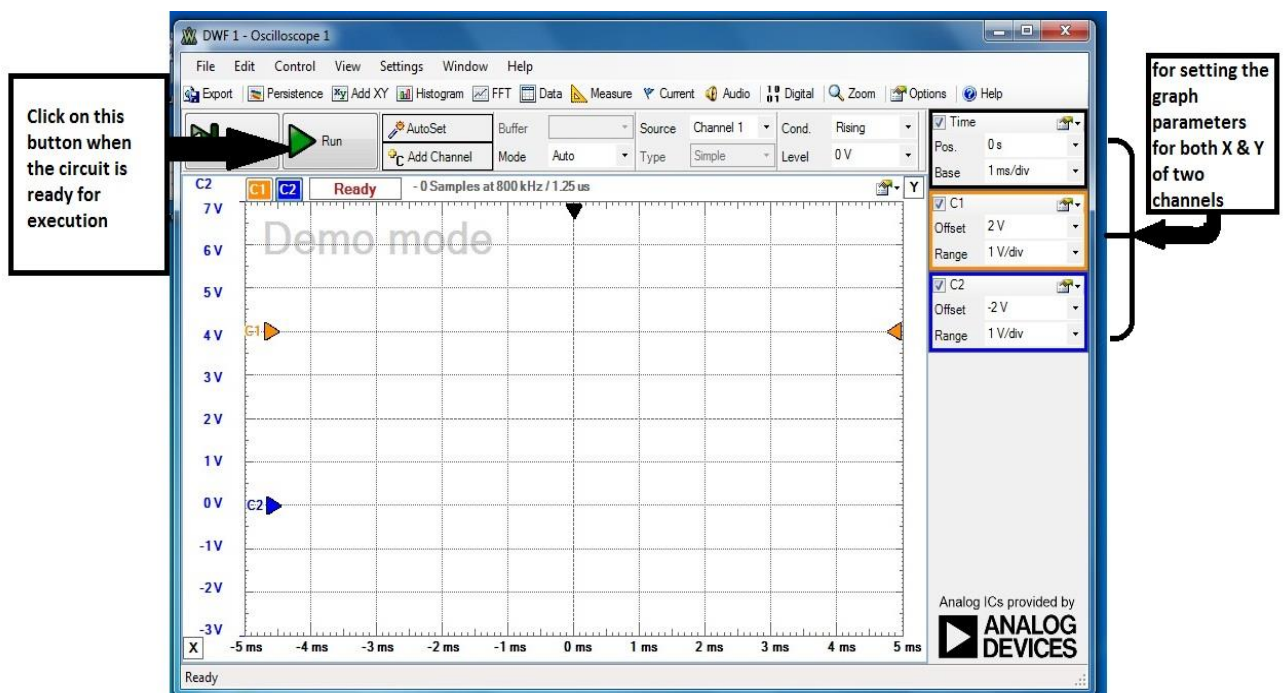 DWF 1 - Oscilloscope 1
File Edit Control View Settings Window Help
Export Persistence Xy Add XY Histogram FFT Data Measure Current Audio Digital Zoom Options Help
Click on this
button when
the circuit is
ready for
execution
Run
AutoSet
Add Channel
Buffer
Mode Auto
Source Channel 1
Type Simple
Cond. Rising
Level 0 V
Time
Pos. 0 s
Base 1 ms/div
C1
Offset 2 V
Range 1 V/div
C2
Offset -2 V
Range 1 V/div
for setting the
graph
parameters
for both X & Y
of two
channels
C2 C1 C2 Ready - 0 Samples at 800 kHz / 1.25 us Y
Demo mode
7 V
6 V
5 V
4 V
3 V
2 V
1 V
0 V
-1 V
-2 V
-3 V
C1
C2
X -5 ms -4 ms -3 ms -2 ms -1 ms 0 ms 1 ms 2 ms 3 ms 4 ms 5 ms
Analog ICs provided by
ANALOG
DEVICES
Ready